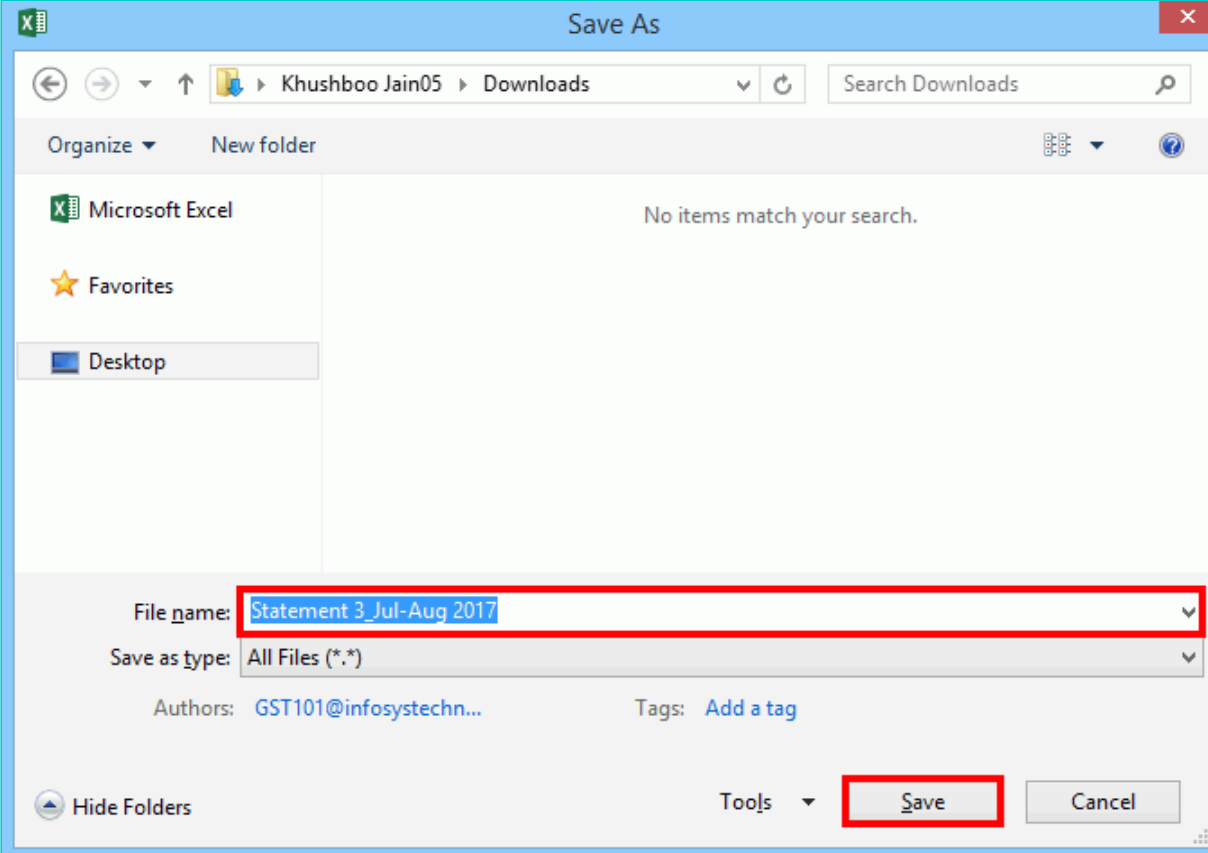 Save As
Khushboo Jain05 Downloads Search Downloads
Organize New folder
Microsoft Excel
No items match your search.
Favorites
Desktop
File name: Statement 3_Jul-Aug 2017
Save as type: All Files (*.*)
Authors: GST101@infosystechn... Tags: Add a tag
Hide Folders Tools Save Cancel